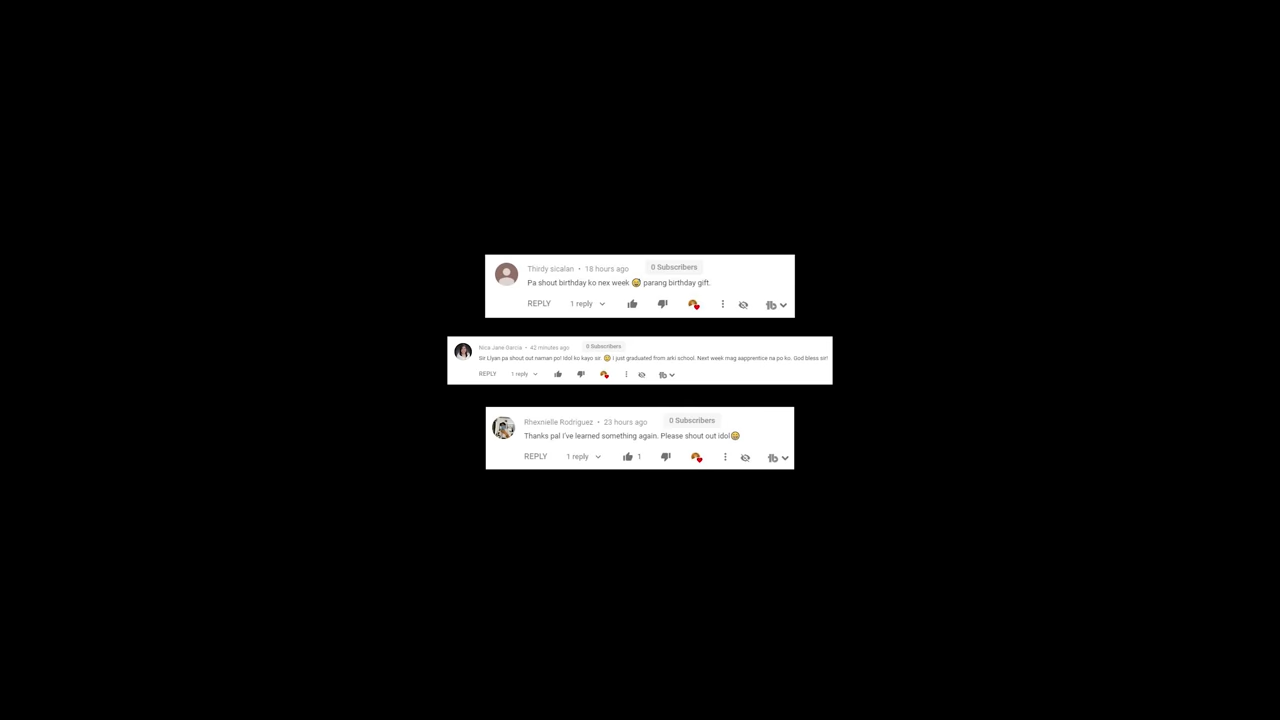 Thirdy sicalan • 18 hours ago 0 Subscribers
Pa shout birthday ko nex week 😅 parang birthday gift.
REPLY 1 reply
Nica Jane Garcia • 42 minutes ago 0 Subscribers
Sir Llyan pa shout out naman po! Idol ko kayo sir. 😊 I just graduated from arki school. Next week mag aapprentice na po ko. God bless sir!
REPLY 1 reply
Rhexnielle Rodriguez • 23 hours ago 0 Subscribers
Thanks pal I've learned something again. Please shout out idol😄
REPLY 1 reply 1